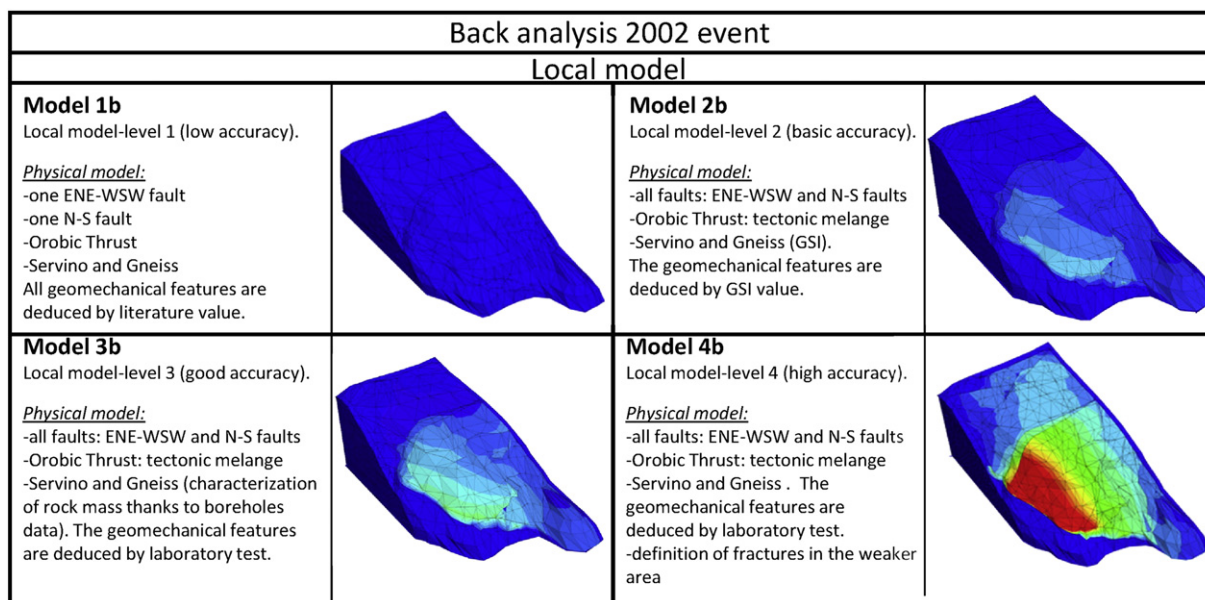 Back analysis 2002 event
Local model
Model 1b
Local model-level 1 (low accuracy).
Physical model:
-one ENE-WSW fault
-one N-S fault
-Orobic Thrust
-Servino and Gneiss
All geomechanical features are
deduced by literature value.
Model 2b
Local model-level 2 (basic accuracy).
Physical model:
-all faults: ENE-WSW and N-S faults
-Orobic Thrust: tectonic melange
-Servino and Gneiss (GSI).
The geomechanical features are
deduced by GSI value.
Model 3b
Local model-level 3 (good accuracy).
Physical model:
-all faults: ENE-WSW and N-S faults
-Orobic Thrust: tectonic melange
-Servino and Gneiss (characterization
of rock mass thanks to boreholes
data). The geomechanical features
are deduced by laboratory test.
Model 4b
Local model-level 4 (high accuracy).
Physical model:
-all faults: ENE-WSW and N-S faults
-Orobic Thrust: tectonic melange
-Servino and Gneiss . The
geomechanical features are
deduced by laboratory test.
-definition of fractures in the weaker
area